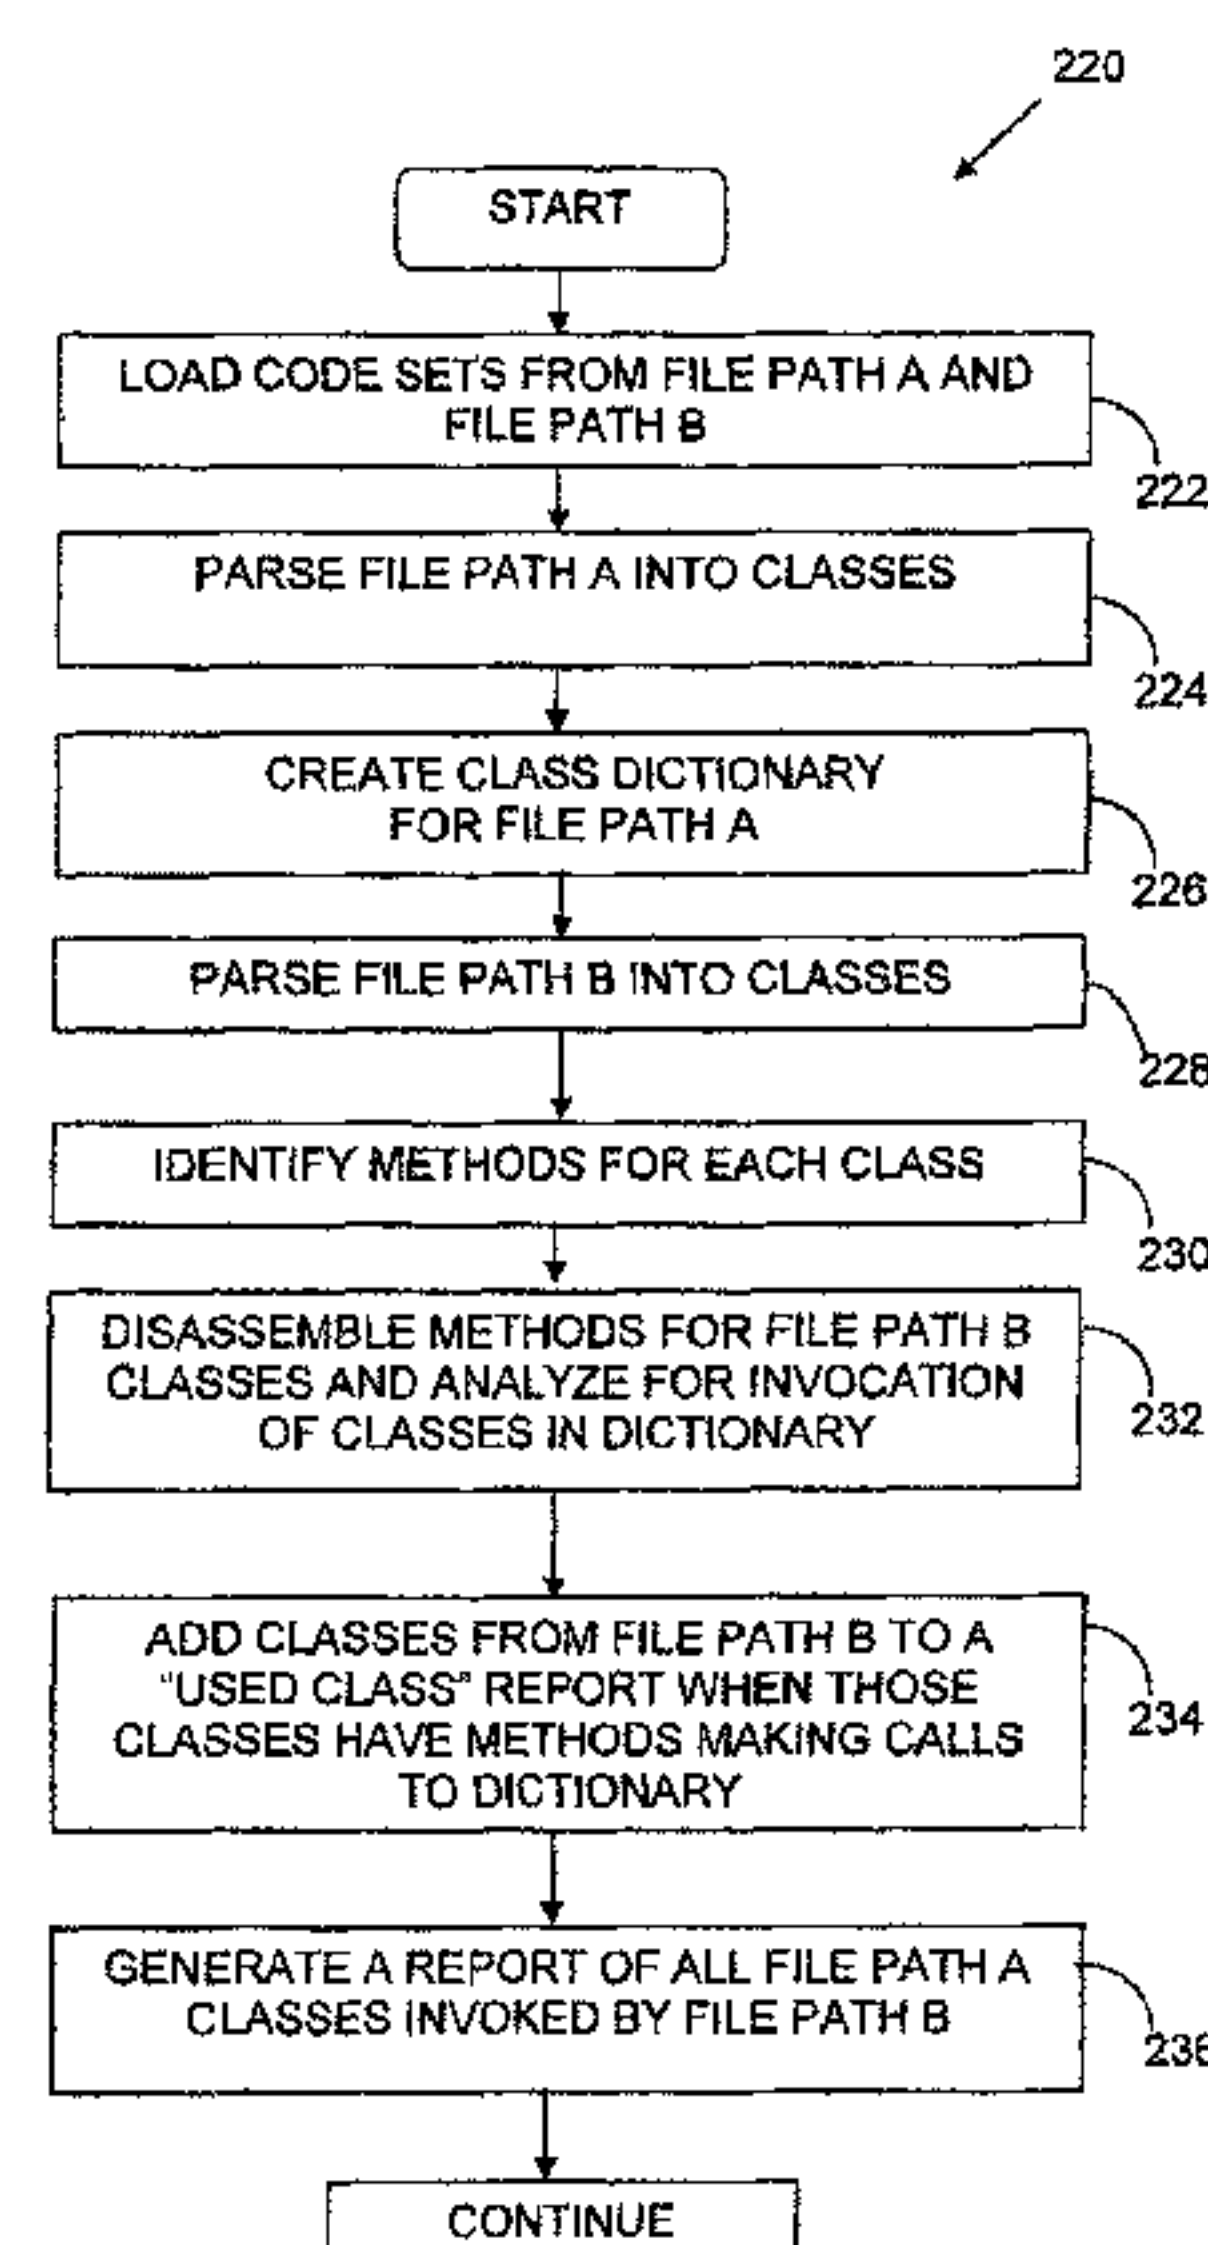 220
START
LOAD CODE SETS FROM FILE PATH A AND
FILE PATH B
222
PARSE FILE PATH A INTO CLASSES
224
CREATE CLASS DICTIONARY
FOR FILE PATH A
226
PARSE FILE PATH B INTO CLASSES
228
IDENTIFY METHODS FOR EACH CLASS
230
DISASSEMBLE METHODS FOR FILE PATH B
CLASSES AND ANALYZE FOR INVOCATION
OF CLASSES IN DICTIONARY
232
ADD CLASSES FROM FILE PATH B TO A
"USED CLASS" REPORT WHEN THOSE
CLASSES HAVE METHODS MAKING CALLS
TO DICTIONARY
234
GENERATE A REPORT OF ALL FILE PATH A
CLASSES INVOKED BY FILE PATH B
236
CONTINUE